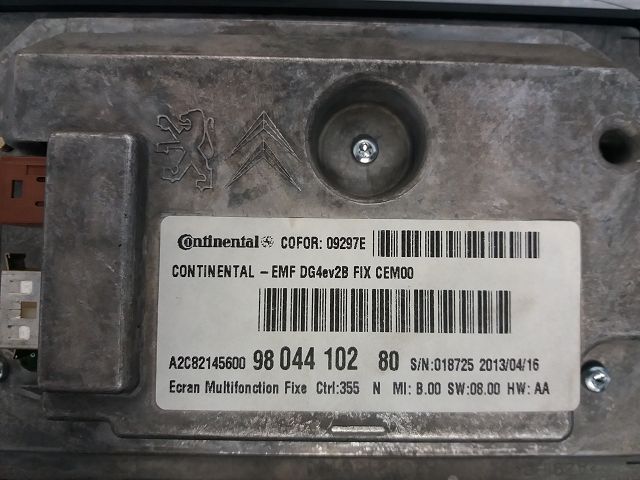 Continental COFOR: 09297E
CONTINENTAL - EMF DG4ev2B FIX CEM00
A2C82145600 98 044 102 80 S/N:018725 2013/04/16
Ecran Multifonction Fixe Ctrl:355 N MI: B.00 SW:08.00 HW: AA